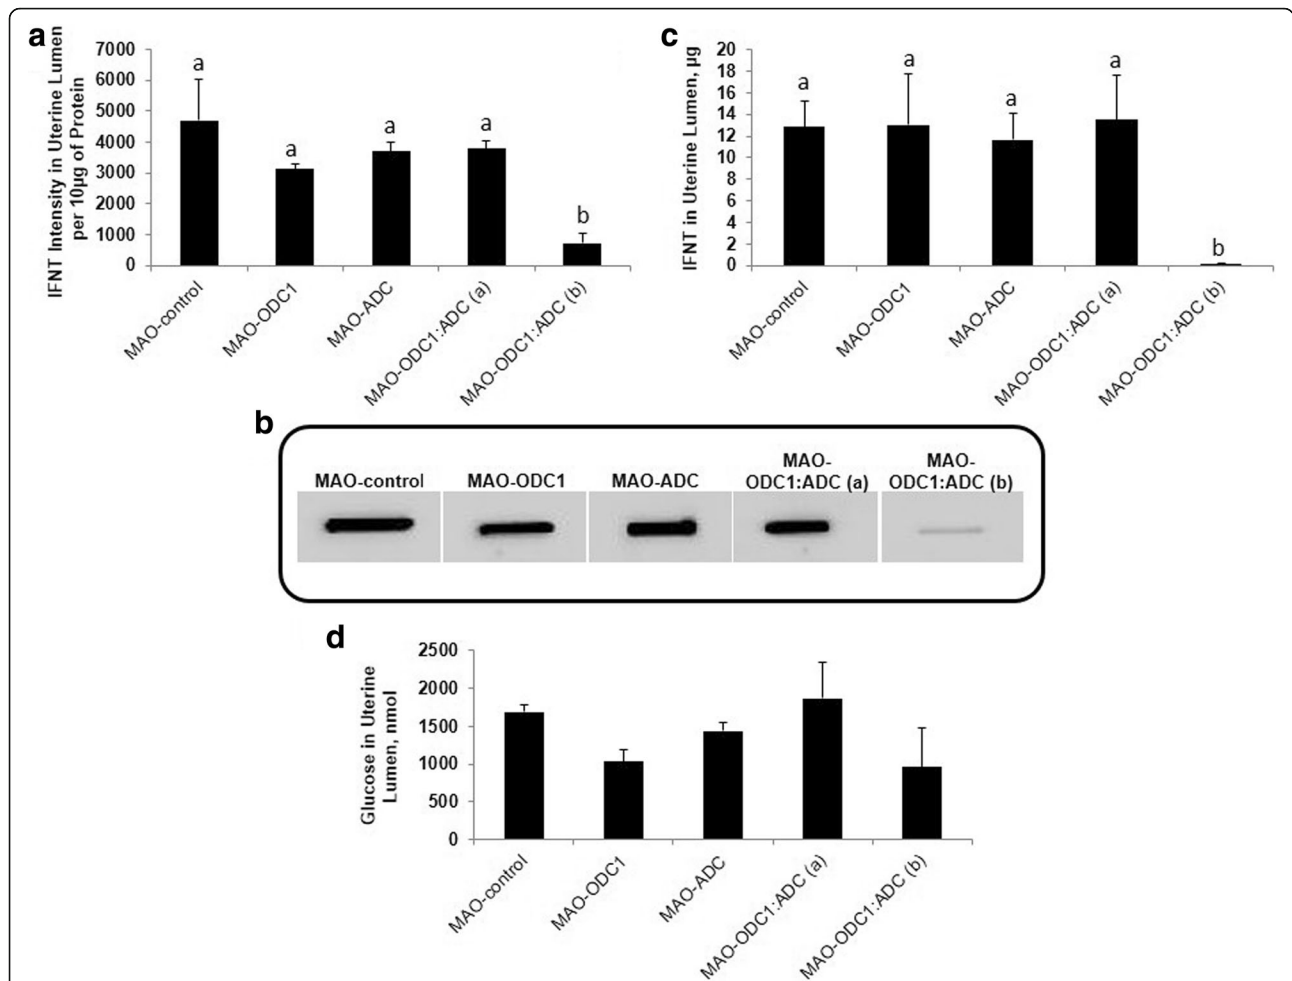 a
IFNT Intensity in Uterine Lumen
per 10µg of Protein
7000
6000
5000
4000
3000
2000
1000
0
a
a
a
a
b
MAO-control
MAO-ODC1
MAO-ADC
MAO-ODC1:ADC (a)
MAO-ODC1:ADC (b)
c
IFNT in Uterine Lumen, µg
20
18
16
14
12
10
8
6
4
2
0
a
a
a
a
b
MAO-control
MAO-ODC1
MAO-ADC
MAO-ODC1:ADC (a)
MAO-ODC1:ADC (b)
b
MAO-control
MAO-ODC1
MAO-ADC
MAO-
ODC1:ADC (a)
MAO-
ODC1:ADC (b)
d
Glucose in Uterine
Lumen, nmol
2500
2000
1500
1000
500
0
MAO-control
MAO-ODC1
MAO-ADC
MAO-ODC1:ADC (a)
MAO-ODC1:ADC (b)